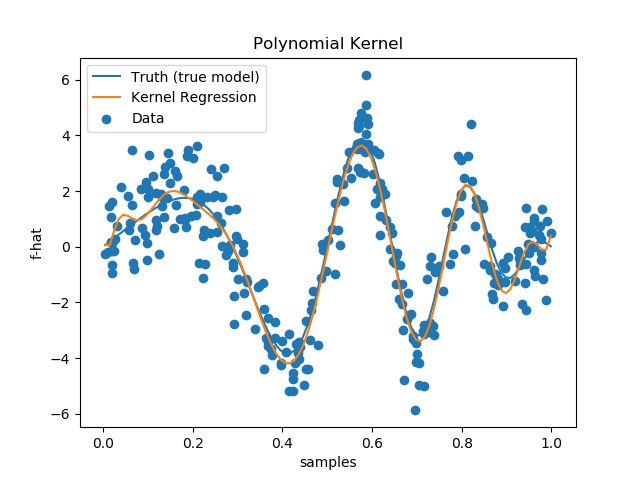 Polynomial Kernel
Truth (true model)
Kernel Regression
Data
f-hat
6
4
2
0
−2
−4
−6
0.0 0.2 0.4 0.6 0.8 1.0
samples